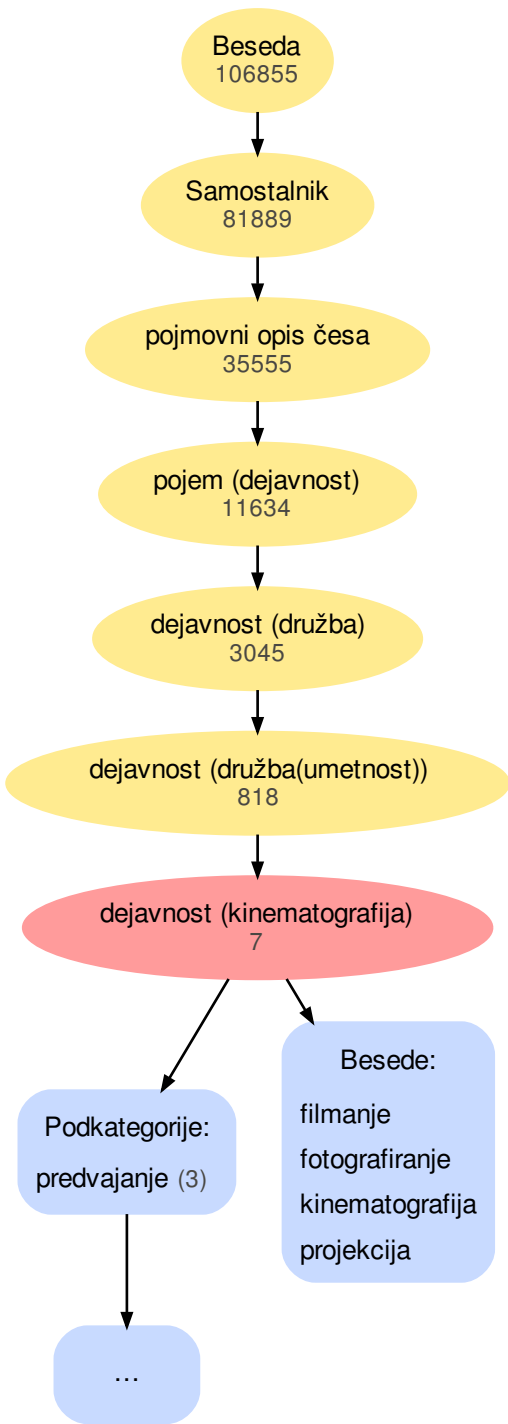 Beseda
106855
Samostalnik
81889
pojmovni opis česa
35555
pojem (dejavnost)
11634
dejavnost (družba)
3045
dejavnost (družba(umetnost))
818
dejavnost (kinematografija)
7
Podkategorije:
predvajanje (3)
...
Besede:
filmanje
fotografiranje
kinematografija
projekcija